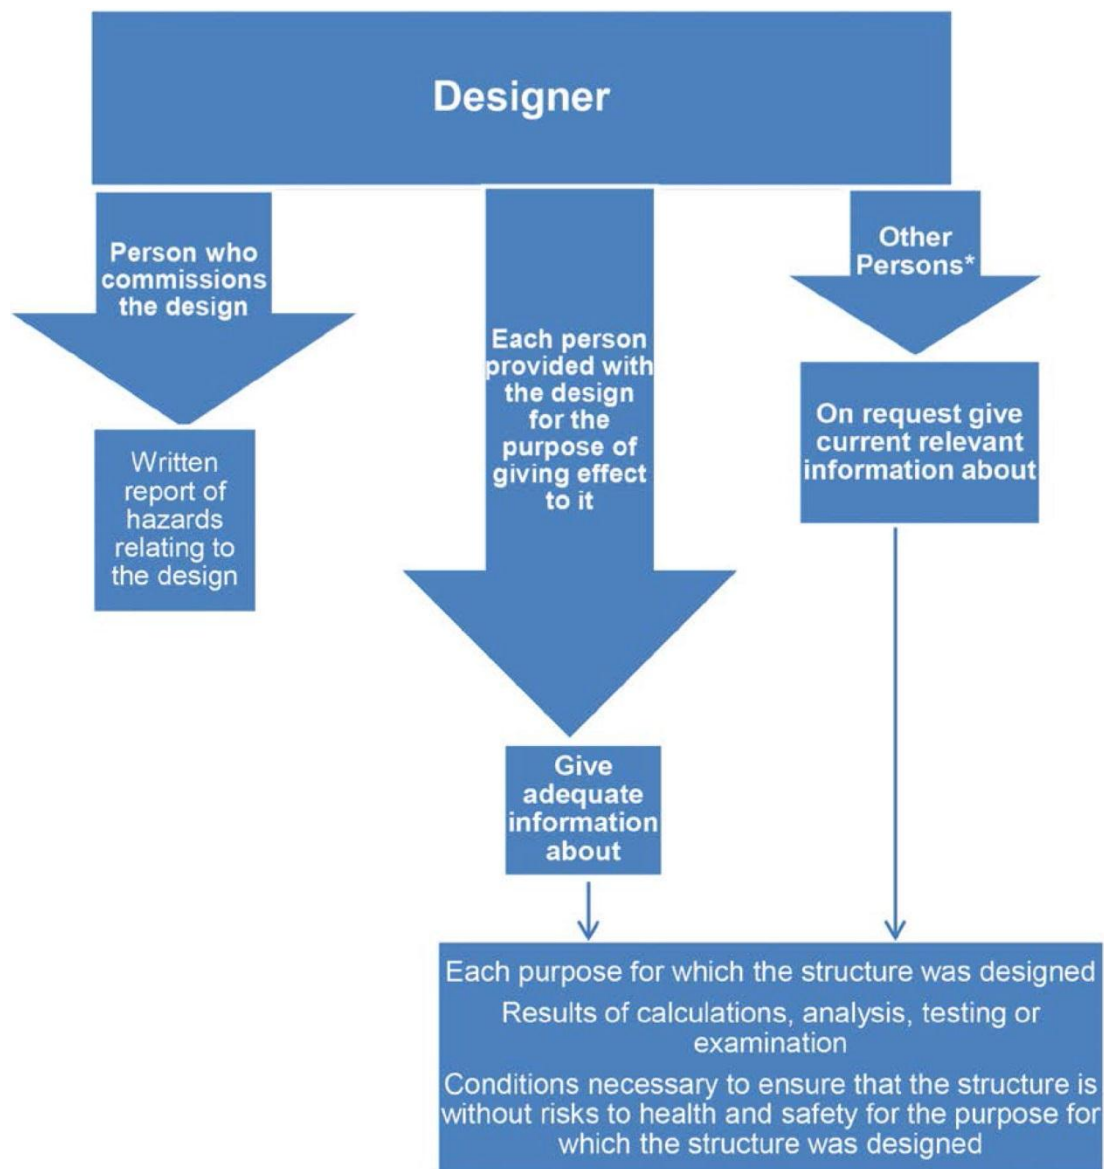 Designer
Person who
commissions
the design
Written
report of
hazards
relating to
the design
Each person
provided with
the design
for the
purpose of
giving effect
to it
Give
adequate
information
about
Other
Persons*
On request give
current relevant
information about
Each purpose for which the structure was designed
Results of calculations, analysis, testing or
examination
Conditions necessary to ensure that the structure is
without risks to health and safety for the purpose for
which the structure was designed